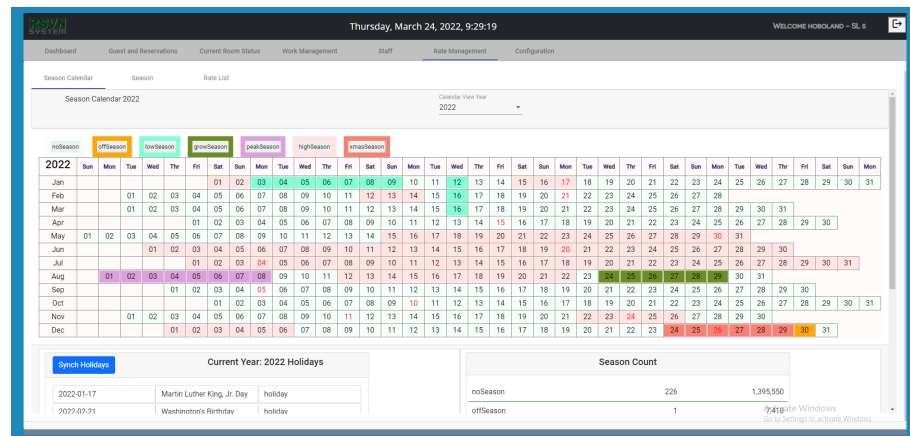 RSVN
SYSTEM
Thursday, March 24, 2022, 9:29:19
WELCOME HOBOLAND – SL 5
Dashboard Guest and Reservations Current Room Status Work Management Staff Rate Management Configuration
Season Calendar Season Rate List
Season Calendar 2022
Calendar View Year
2022
noSeason offSeason lowSeason growSeason peakSeason highSeason xmasSeason
2022 Sun Mon Tue Wed Thr Fri Sat Sun Mon Tue Wed Thr Fri Sat Sun Mon Tue Wed Thr Fri Sat Sun Mon Tue Wed Thr Fri Sat Sun Mon Tue Wed Thr Fri Sat Sun Mon
Jan 01 02 03 04 05 06 07 08 09 10 11 12 13 14 15 16 17 18 19 20 21 22 23 24 25 26 27 28 29 30 31
Feb 01 02 03 04 05 06 07 08 09 10 11 12 13 14 15 16 17 18 19 20 21 22 23 24 25 26 27 28
Mar 01 02 03 04 05 06 07 08 09 10 11 12 13 14 15 16 17 18 19 20 21 22 23 24 25 26 27 28 29 30 31
Apr 01 02 03 04 05 06 07 08 09 10 11 12 13 14 15 16 17 18 19 20 21 22 23 24 25 26 27 28 29 30
May 01 02 03 04 05 06 07 08 09 10 11 12 13 14 15 16 17 18 19 20 21 22 23 24 25 26 27 28 29 30 31
Jun 01 02 03 04 05 06 07 08 09 10 11 12 13 14 15 16 17 18 19 20 21 22 23 24 25 26 27 28 29 30
Jul 01 02 03 04 05 06 07 08 09 10 11 12 13 14 15 16 17 18 19 20 21 22 23 24 25 26 27 28 29 30 31
Aug 01 02 03 04 05 06 07 08 09 10 11 12 13 14 15 16 17 18 19 20 21 22 23 24 25 26 27 28 29 30 31
Sep 01 02 03 04 05 06 07 08 09 10 11 12 13 14 15 16 17 18 19 20 21 22 23 24 25 26 27 28 29 30
Oct 01 02 03 04 05 06 07 08 09 10 11 12 13 14 15 16 17 18 19 20 21 22 23 24 25 26 27 28 29 30 31
Nov 01 02 03 04 05 06 07 08 09 10 11 12 13 14 15 16 17 18 19 20 21 22 23 24 25 26 27 28 29 30
Dec 01 02 03 04 05 06 07 08 09 10 11 12 13 14 15 16 17 18 19 20 21 22 23 24 25 26 27 28 29 30 31
Synch Holidays Current Year: 2022 Holidays
2022-01-17 Martin Luther King, Jr. Day holiday
2022-02-21 Washington's Birthday holiday
Season Count
noSeason 226 1,395,550
offSeason 1 7,410
Activate Windows
Go to Settings to activate Windows.